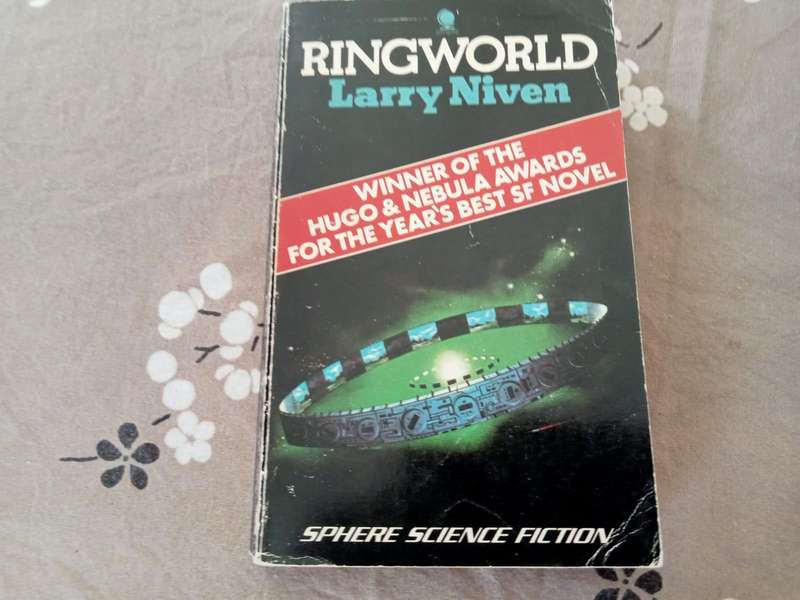 RINGWORLD
Larry Niven
WINNER OF THE
HUGO & NEBULA AWARDS
FOR THE YEAR'S BEST SF NOVEL
SPHERE SCIENCE FICTION